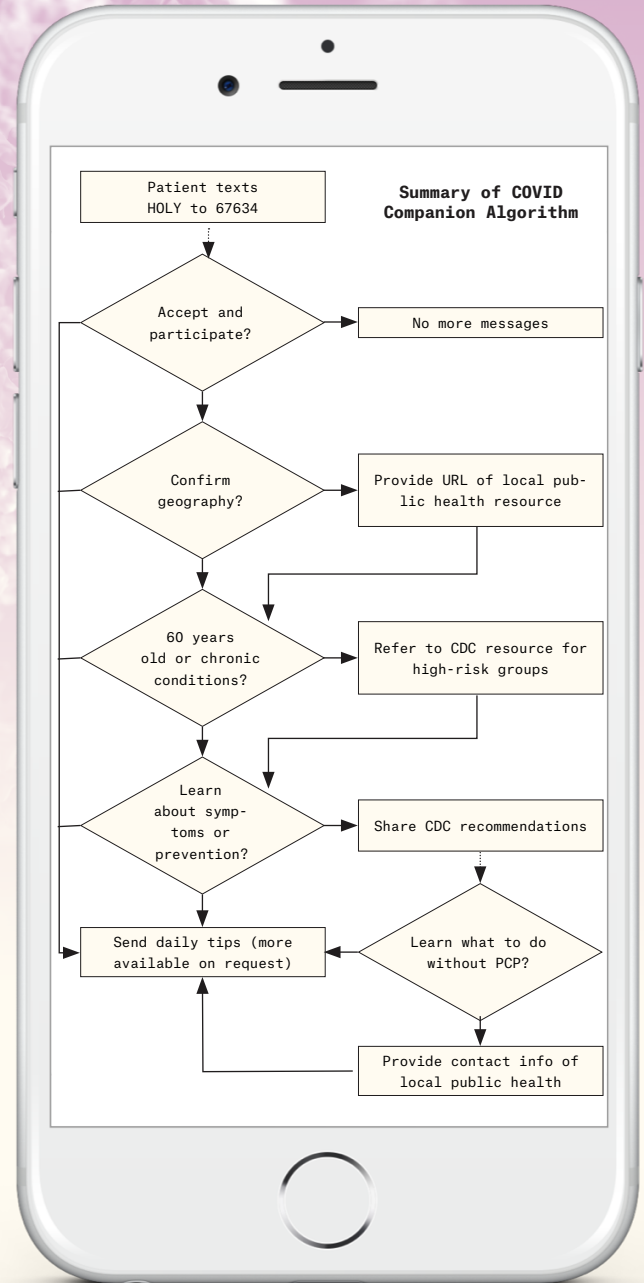 Patient texts
HOLY to 67634
Summary of COVID
Companion Algorithm
Accept and
participate?
No more messages
Confirm
geography?
Provide URL of local pub-
lic health resource
60 years
old or chronic
conditions?
Refer to CDC resource for
high-risk groups
Learn
about symp-
toms or
prevention?
Share CDC recommendations
Send daily tips (more
available on request)
Learn what to do
without PCP?
Provide contact info of
local public health